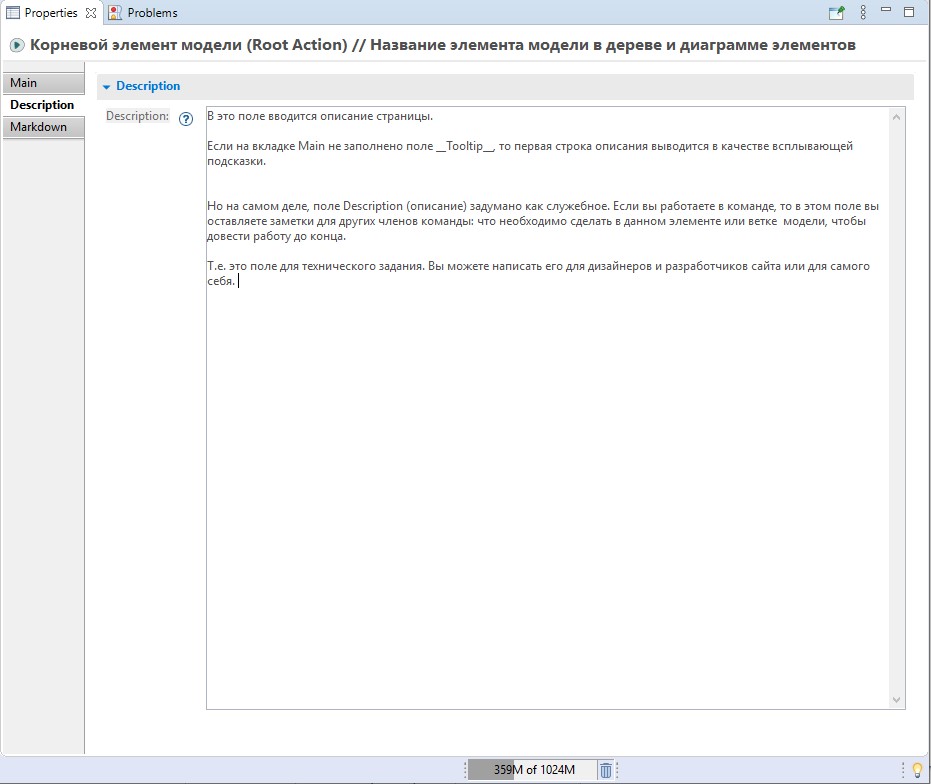 Properties
Problems
Корневой элемент модели (Root Action) // Название элемента модели в дереве и диаграмме элементов
Main
Description
Markdown
Description
Description:
В это поле вводится описание страницы.
Если на вкладке Main не заполнено поле __Tooltip__, то первая строка описания выводится в качестве всплывающей
подсказки.
Но на самом деле, поле Description (описание) задумано как служебное. Если вы работаете в команде, то в этом поле вы
оставляете заметки для других членов команды: что необходимо сделать в данном элементе или ветке  модели, чтобы
довести работу до конца.
Т.е. это поле для технического задания. Вы можете написать его для дизайнеров и разработчиков сайта или для самого
себя.
359M of 1024M